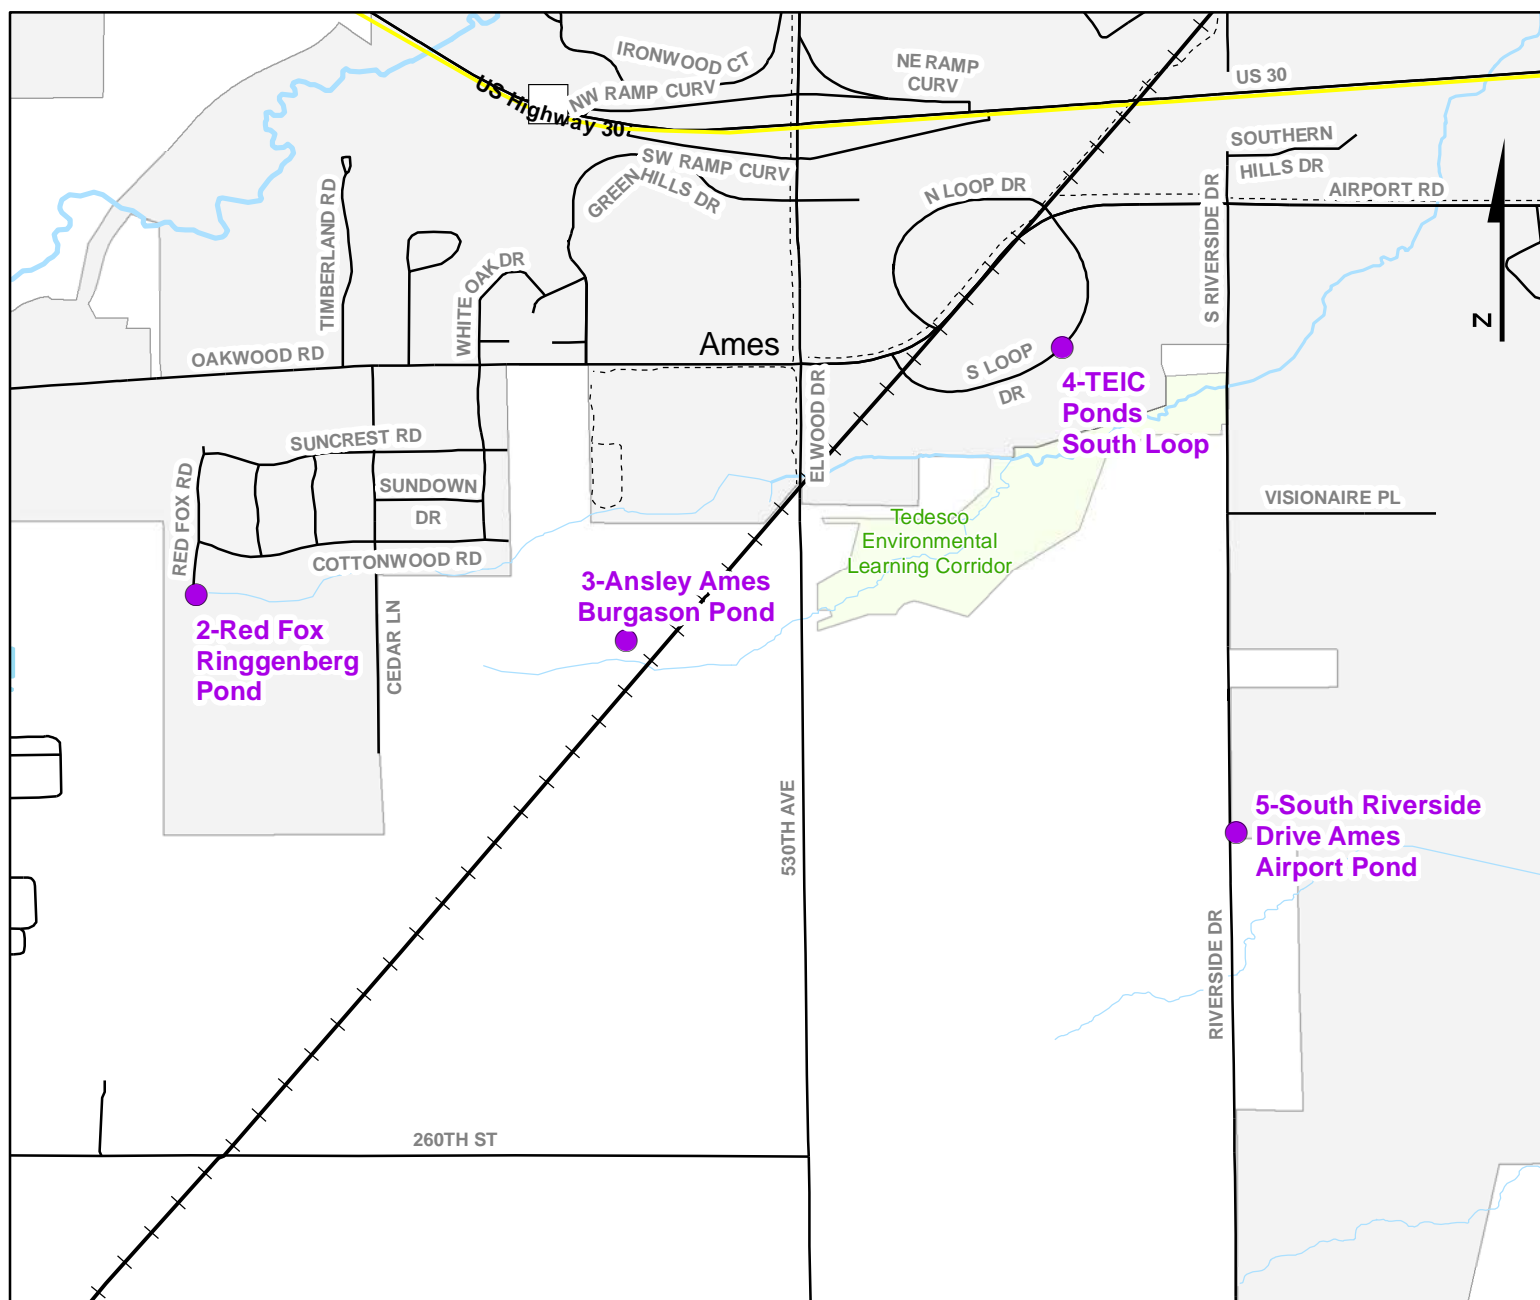 IRONWOOD CT
NE RAMP
CURV
US 30
US Highway 30
NW RAMP CURV
SOUTHERN
HILLS DR
SW RAMP CURV
GREEN HILLS DR
N LOOP DR
AIRPORT RD
TIMBERLAND RD
WHITE OAK DR
S RIVERSIDE DR
N
OAKWOOD RD
Ames
S LOOP
DR
4-TEIC
Ponds
South Loop
ELWOOD DR
SUNCREST RD
RED FOX RD
SUNDOWN
DR
VISIONAIRE PL
COTTONWOOD RD
Tedesco
Environmental
Learning Corridor
3-Ansley Ames
Burgason Pond
2-Red Fox
Ringgenberg
Pond
CEDAR LN
530TH AVE
5-South Riverside
Drive Ames
Airport Pond
RIVERSIDE DR
260TH ST